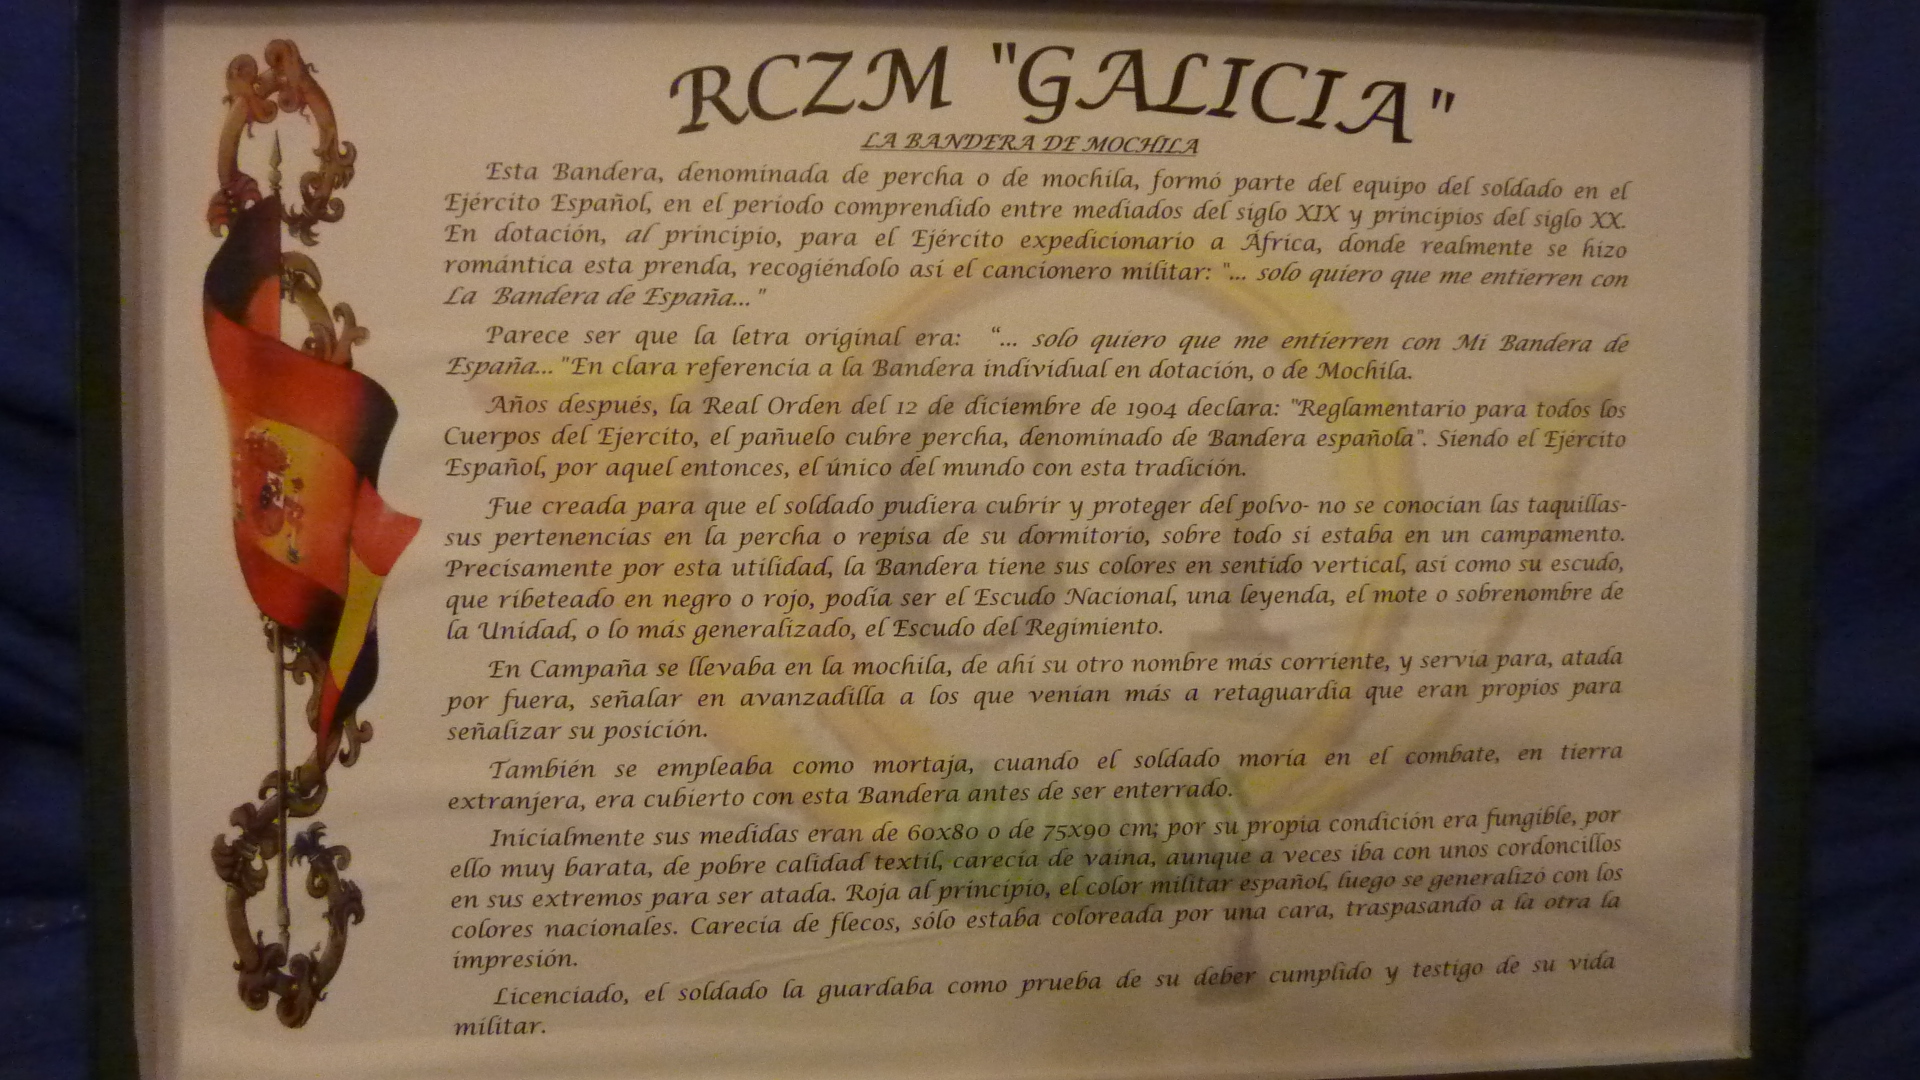 RCZM "GALICIA"
LA BANDERA DE MOCHILA
Esta Bandera, denominada de percha o de mochila, formó parte del equipo del soldado en el
Ejército Español, en el periodo comprendido entre mediados del siglo XIX y principios del siglo XX.
En dotación, al principio, para el Ejército expedicionario a África, donde realmente se hizo
romántica esta prenda, recogiéndolo así el cancionero militar: "... solo quiero que me entierren con
La Bandera de España..."
Parece ser que la letra original era: “... solo quiero que me entierren con Mi Bandera de
España..."En clara referencia a la Bandera individual en dotación, o de Mochila.
Años después, la Real Orden del 12 de diciembre de 1904 declara: "Reglamentario para todos los
Cuerpos del Ejercito, el pañuelo cubre percha, denominado de Bandera española". Siendo el Ejército
Español, por aquel entonces, el único del mundo con esta tradición.
Fue creada para que el soldado pudiera cubrir y proteger del polvo- no se conocían las taquillas-
sus pertenencias en la percha o repisa de su dormitorio, sobre todo si estaba en un campamento.
Precisamente por esta utilidad, la Bandera tiene sus colores en sentido vertical, así como su escudo,
que ribeteado en negro o rojo, podía ser el Escudo Nacional, una leyenda, el mote o sobrenombre de
la Unidad, o lo más generalizado, el Escudo del Regimiento.
En Campaña se llevaba en la mochila, de ahí su otro nombre más corriente, y servía para, atada
por fuera, señalar en avanzadilla a los que venían más a retaguardia que eran propios para
señalizar su posición.
También se empleaba como mortaja, cuando el soldado moría en el combate, en tierra
extranjera, era cubierto con esta Bandera antes de ser enterrado.
Inicialmente sus medidas eran de 60x80 o de 75x90 cm; por su propia condición era fungible, por
ello muy barata, de pobre calidad textil, carecía de vaina, aunque a veces iba con unos cordoncillos
en sus extremos para ser atada. Roja al principio, el color militar español, luego se generalizó con los
colores nacionales. Carecía de flecos, sólo estaba coloreada por una cara, traspasando a la otra la
impresión.
Licenciado, el soldado la guardaba como prueba de su deber cumplido y testigo de su vida
militar.